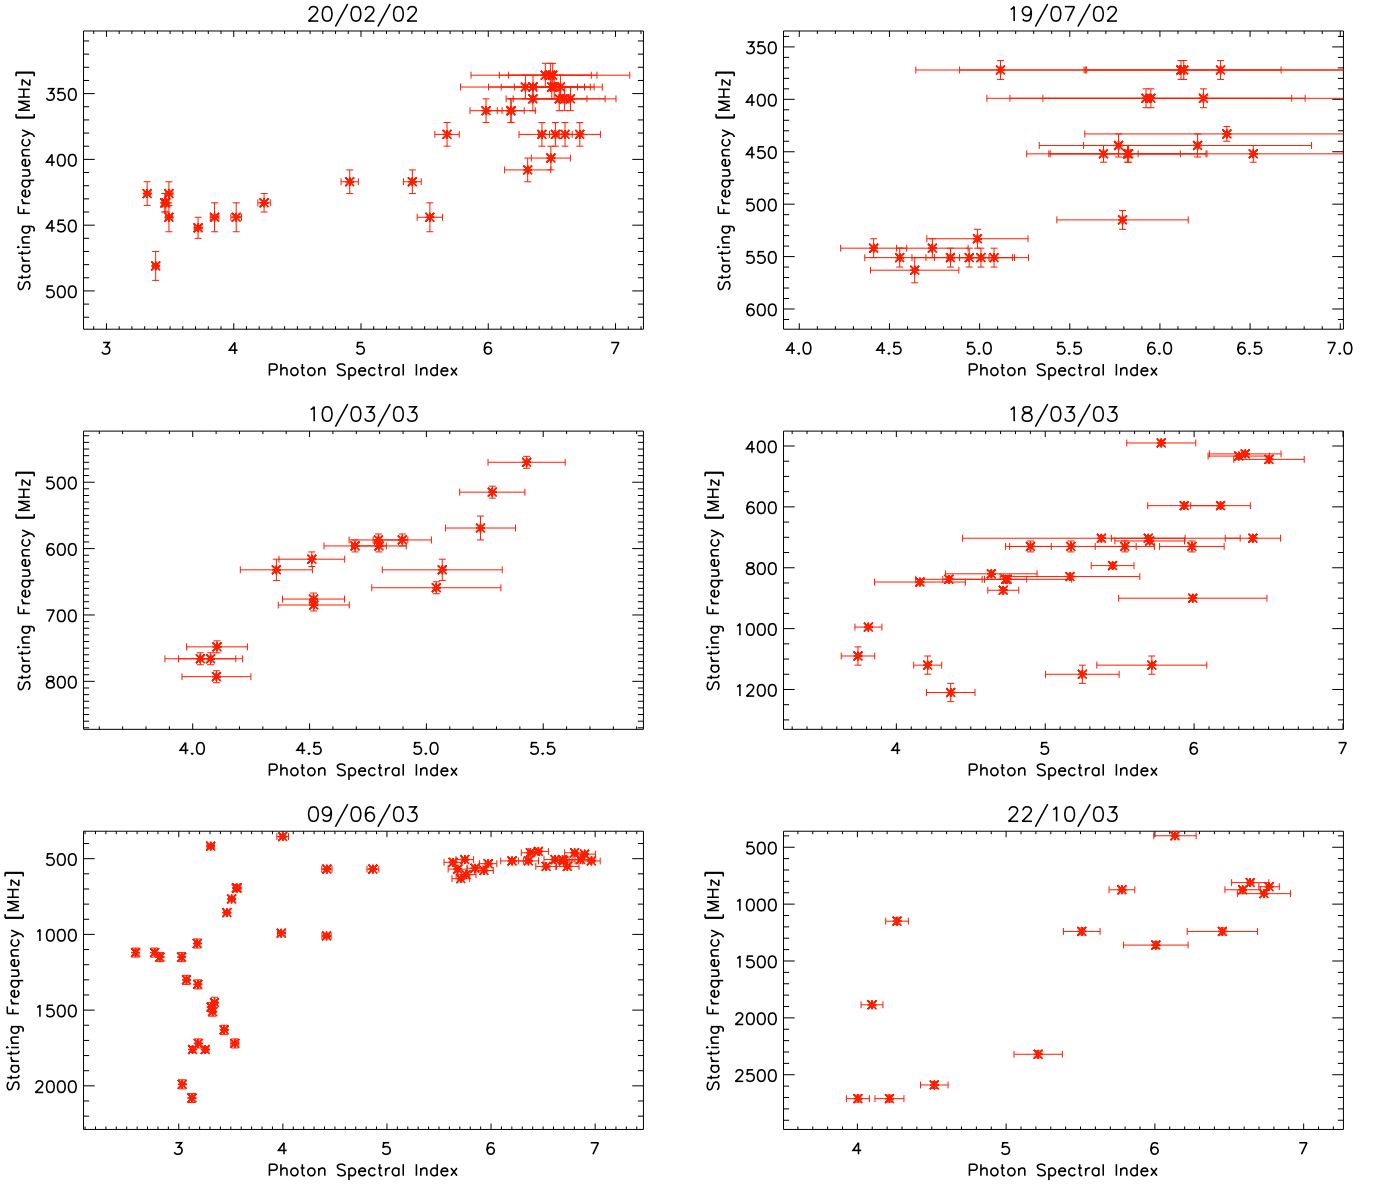 20/02/02
Starting Frequency [MHz]
350
400
450
500
3 4 5 6 7
Photon Spectral Index
19/07/02
Starting Frequency [MHz]
350
400
450
500
550
600
4.0 4.5 5.0 5.5 6.0 6.5 7.0
Photon Spectral Index
10/03/03
Starting Frequency [MHz]
500
600
700
800
4.0 4.5 5.0 5.5
Photon Spectral Index
18/03/03
Starting Frequency [MHz]
400
600
800
1000
1200
4 5 6 7
Photon Spectral Index
09/06/03
Starting Frequency [MHz]
500
1000
1500
2000
3 4 5 6 7
Photon Spectral Index
22/10/03
Starting Frequency [MHz]
500
1000
1500
2000
2500
4 5 6 7
Photon Spectral Index